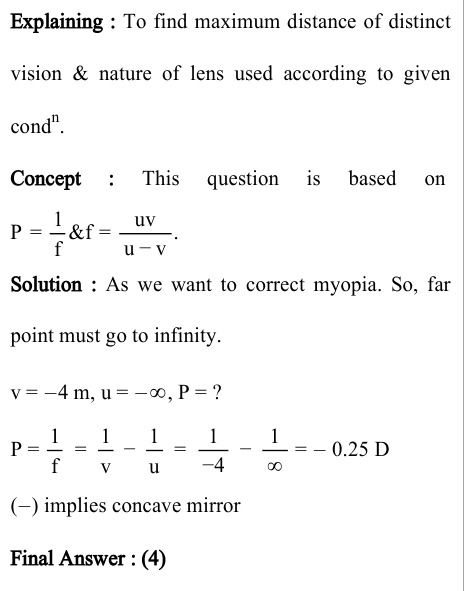 Explaining : To find maximum distance of distinct
vision & nature of lens used according to given
condⁿ.
Concept : This question is based on
P = 1/f & f = uv/(u – v).
Solution : As we want to correct myopia. So, far
point must go to infinity.
v = –4 m, u = –∞, P = ?
P = 1/f = 1/v – 1/u = 1/–4 – 1/∞ = – 0.25 D
(–) implies concave mirror
Final Answer : (4)